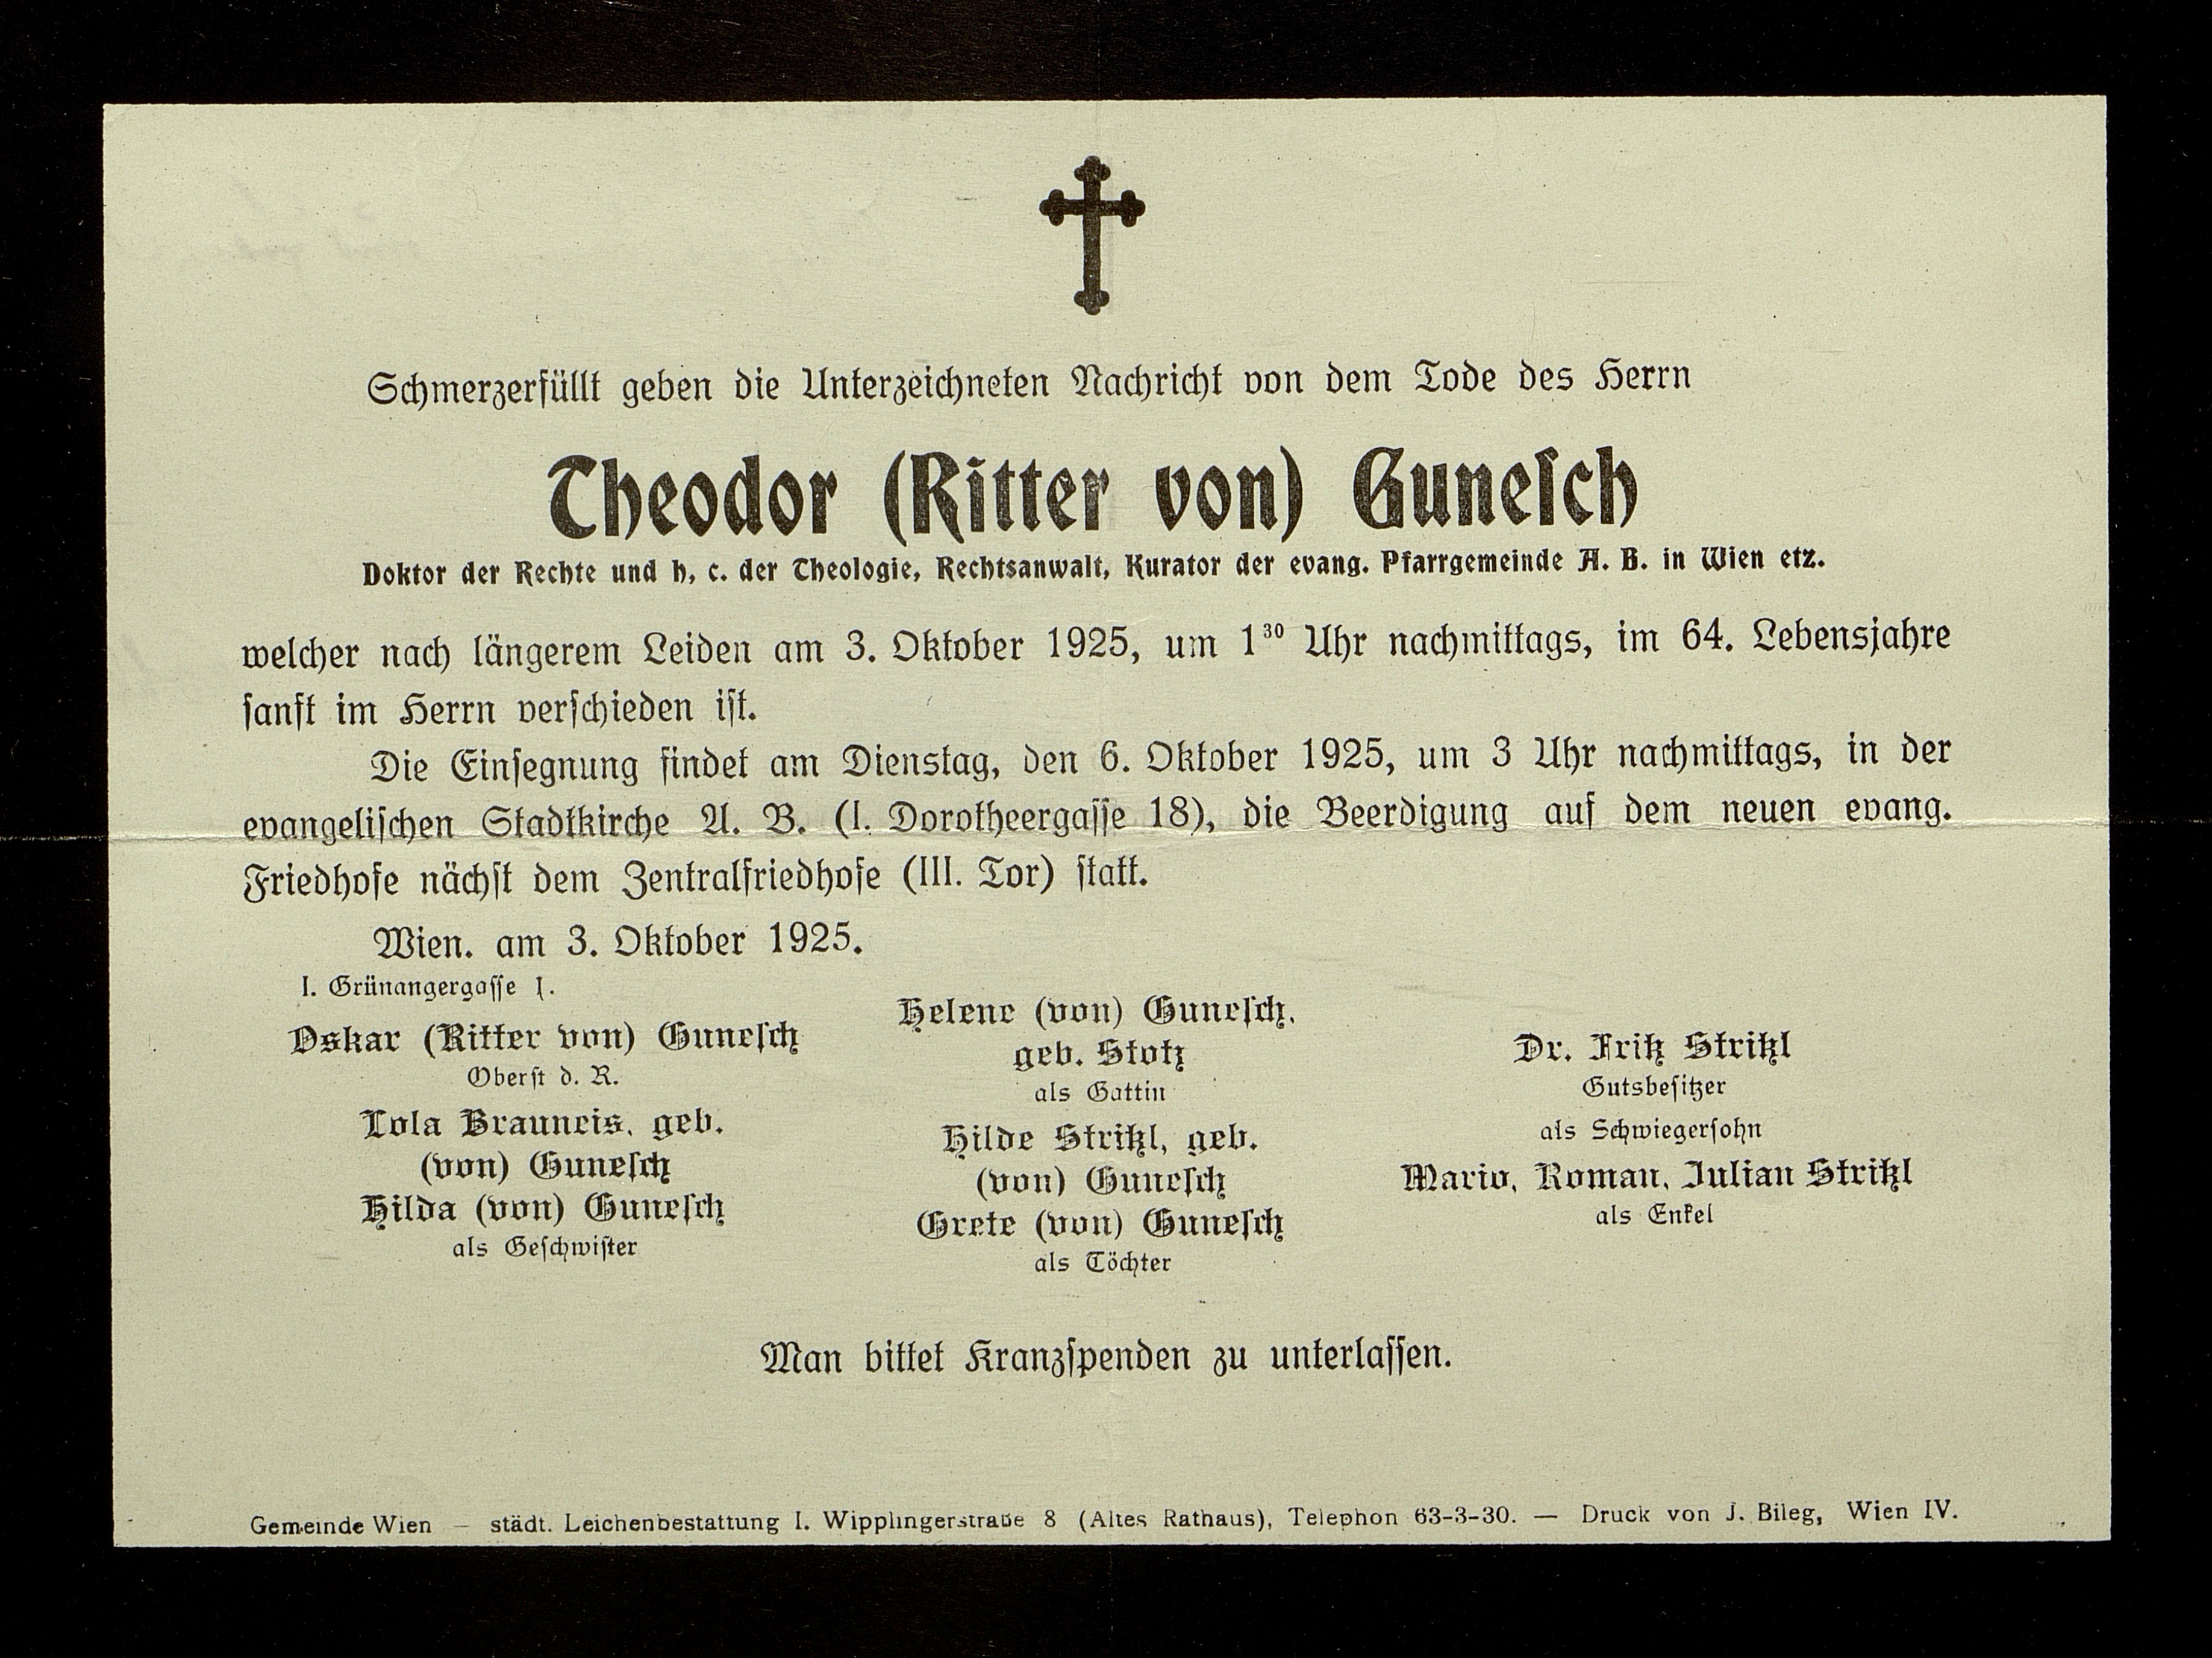 Schmerzerfüllt geben die Unterzeichneten Nachricht von dem Tode des Herrn
Theodor (Ritter von) Guneſch
Doktor der Rechte und h, c. der Theologie, Rechtsanwalt, Kurator der evang. Pfarrgemeinde A. B. in Wien etz.
welcher nach längerem Leiden am 3. Oktober 1925, um 1³⁰ Uhr nachmittags, im 64. Lebensjahre
ſanft im Herrn verſchieden iſt.
Die Einſegnung findet am Dienstag, den 6. Oktober 1925, um 3 Uhr nachmittags, in der
evangeliſchen Stadtkirche A. B. (I. Dorotheergaſſe 18), die Beerdigung auf dem neuen evang.
Friedhofe nächſt dem Zentralfriedhofe (III. Tor) ſtatt.
Wien. am 3. Oktober 1925.
I. Grünangergaſſe 1.
Oskar (Ritter von) Guneſch
Oberſt d. R.
Lola Brauneis, geb.
(von) Guneſch
Hilda (von) Guneſch
als Geſchwiſter
Helene (von) Guneſch,
geb. Stotz
als Gattin
Hilde Stritzl, geb.
(von) Guneſch
Grete (von) Guneſch
als Töchter
Dr. Fritz Stritzl
Gutsbeſitzer
als Schwiegerſohn
Mario, Roman, Julian Stritzl
als Enkel
Man bittet Kranzſpenden zu unterlaſſen.
Gemeinde Wien — städt. Leichenbestattung I. Wipplingerstraße 8 (Altes Rathaus), Telephon 63-3-30. — Druck von J. Bileg, Wien IV.